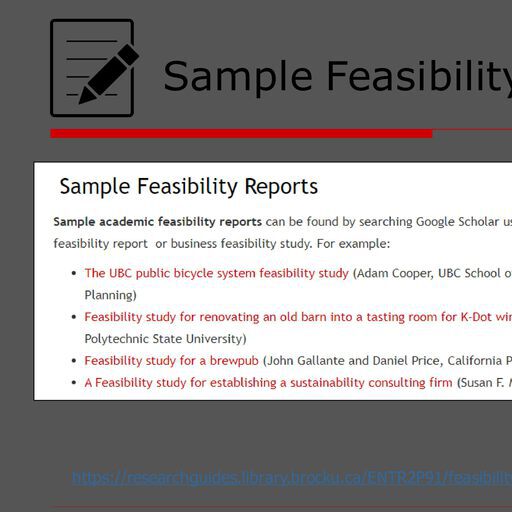 Sample Feasibility
Sample Feasibility Reports
Sample academic feasibility reports can be found by searching Google Scholar us
feasibility report or business feasibility study. For example:
• The UBC public bicycle system feasibility study (Adam Cooper, UBC School o
Planning)
• Feasibility study for renovating an old barn into a tasting room for K-Dot wi
Polytechnic State University)
• Feasibility study for a brewpub (John Gallante and Daniel Price, California P
• A Feasibility study for establishing a sustainability consulting firm (Susan F. M
https://researchguides.library.brocku.ca/ENTR2P91/feasibilit